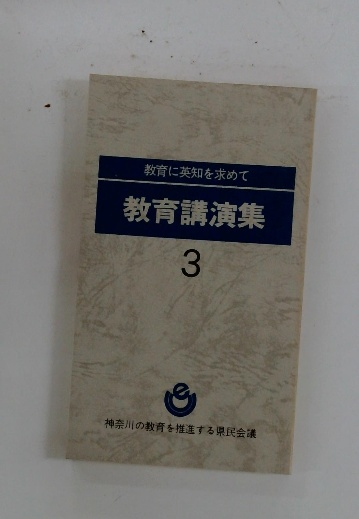 教育に英知を求めて
教育講演集
3
e
神奈川の教育を推進する県民会議